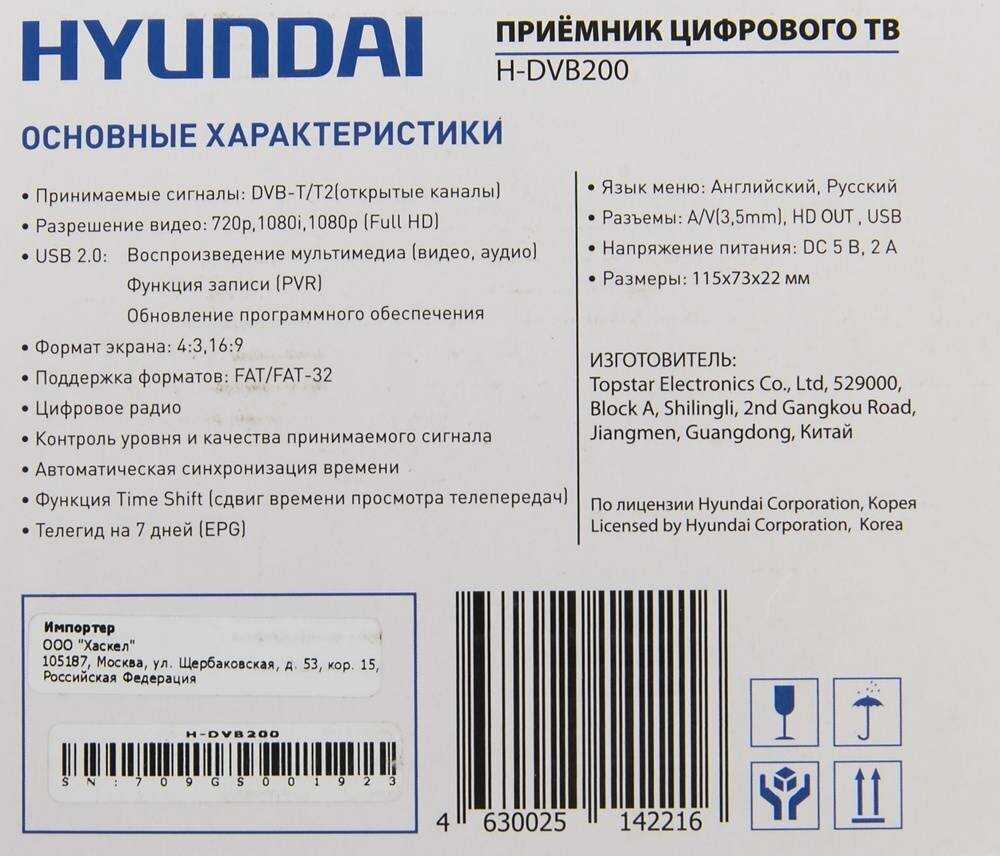 HYUNDAI
ПРИЁМНИК ЦИФРОВОГО ТВ
H-DVB200
ОСНОВНЫЕ ХАРАКТЕРИСТИКИ
• Принимаемые сигналы: DVB-T/T2(открытые каналы)
• Разрешение видео: 720p,1080i,1080p (Full HD)
• USB 2.0: Воспроизведение мультимедиа (видео, аудио)
Функция записи (PVR)
Обновление программного обеспечения
• Формат экрана: 4:3,16:9
• Поддержка форматов: FAT/FAT-32
• Цифровое радио
• Контроль уровня и качества принимаемого сигнала
• Автоматическая синхронизация времени
• Функция Time Shift (сдвиг времени просмотра телепередач)
• Телегид на 7 дней (EPG)
• Язык меню: Английский, Русский
• Разъемы: A/V(3,5mm), HD OUT , USB
• Напряжение питания: DC 5 В, 2 А
• Размеры: 115x73x22 мм
ИЗГОТОВИТЕЛЬ:
Topstar Electronics Co., Ltd, 529000,
Block A, Shilingli, 2nd Gangkou Road,
Jiangmen, Guangdong, Китай
По лицензии Hyundai Corporation, Корея
Licensed by Hyundai Corporation, Korea
Импортер
ООО "Хаскел"
105187, Москва, ул. Щербаковская, д. 53, кор. 15,
Российская Федерация
H-DVB200
SN:709GS001923
4 630025 142216